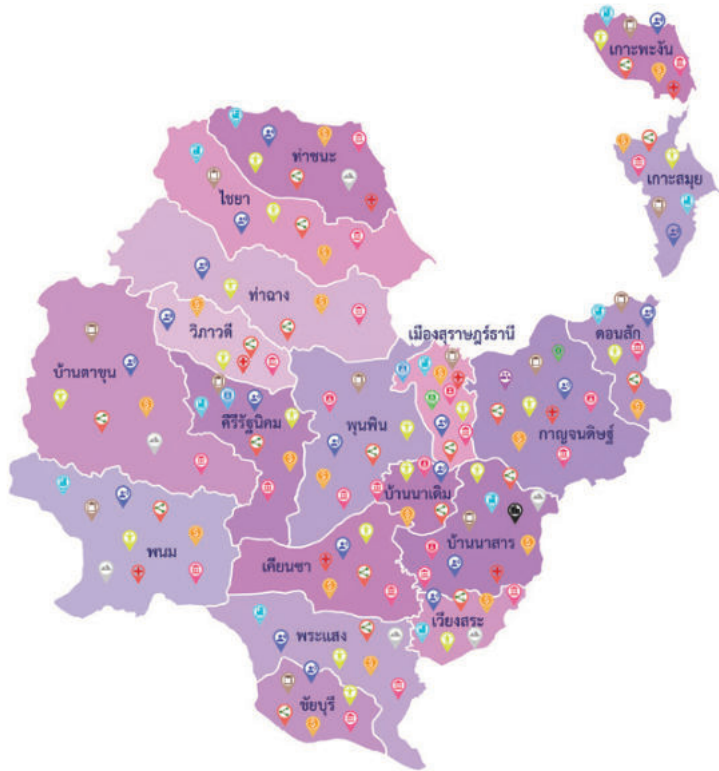 เกาะพะงัน
เกาะสมุย
ท่าชนะ
ไชยา
ท่าฉาง
วิภาวดี
เมืองสุราษฎร์ธานี
ดอนสัก
บ้านตาขุน
คีรีรัฐนิคม
พุนพิน
กาญจนดิษฐ์
บ้านนาเดิม
บ้านนาสาร
พนม
เคียนซา
เวียงสระ
พระแสง
ชัยบุรี